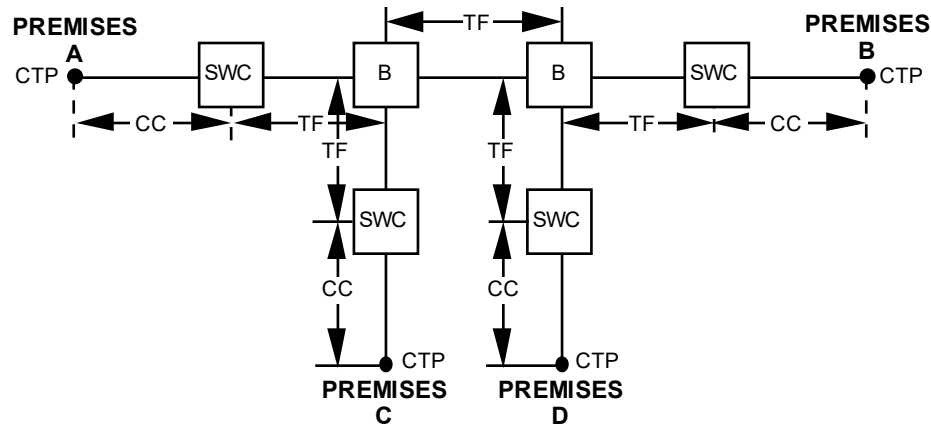 TF
PREMISES
A
PREMISES
B
CTP
SWC
B
B
SWC
CTP
CC
TF
TF
CC
TF
TF
SWC
SWC
CC
CC
CTP
CTP
PREMISES
C
PREMISES
D